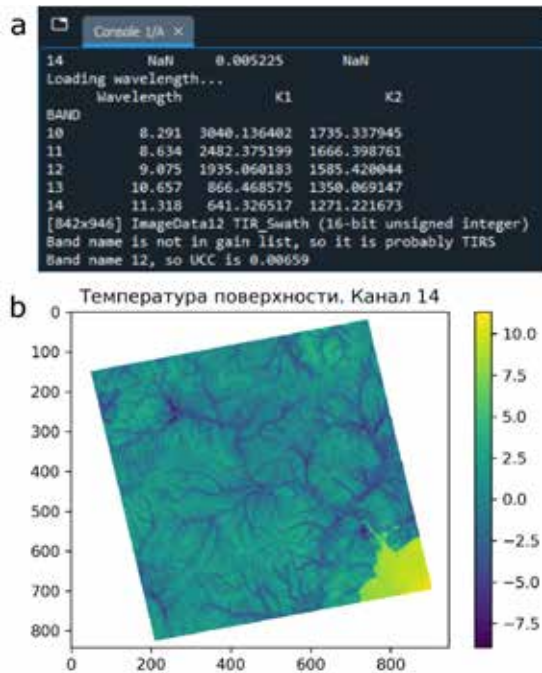 a
Console 1/A ×
14 NaN 0.005225 NaN
Loading wavelength...
Wavelength K1 K2
BAND
10 8.291 3040.136402 1735.337945
11 8.634 2482.375199 1666.398761
12 9.075 1935.060183 1585.420044
13 10.657 866.468575 1350.069147
14 11.318 641.326517 1271.221673
[842x946] ImageData12 TIR_Swath (16-bit unsigned integer)
Band name is not in gain list, so it is probably TIRS
Band name 12, so UCC is 0.00659
b
Температура поверхности. Канал 14
0
100
200
300
400
500
600
700
800
0 200 400 600 800
10.0
7.5
5.0
2.5
0.0
−2.5
−5.0
−7.5